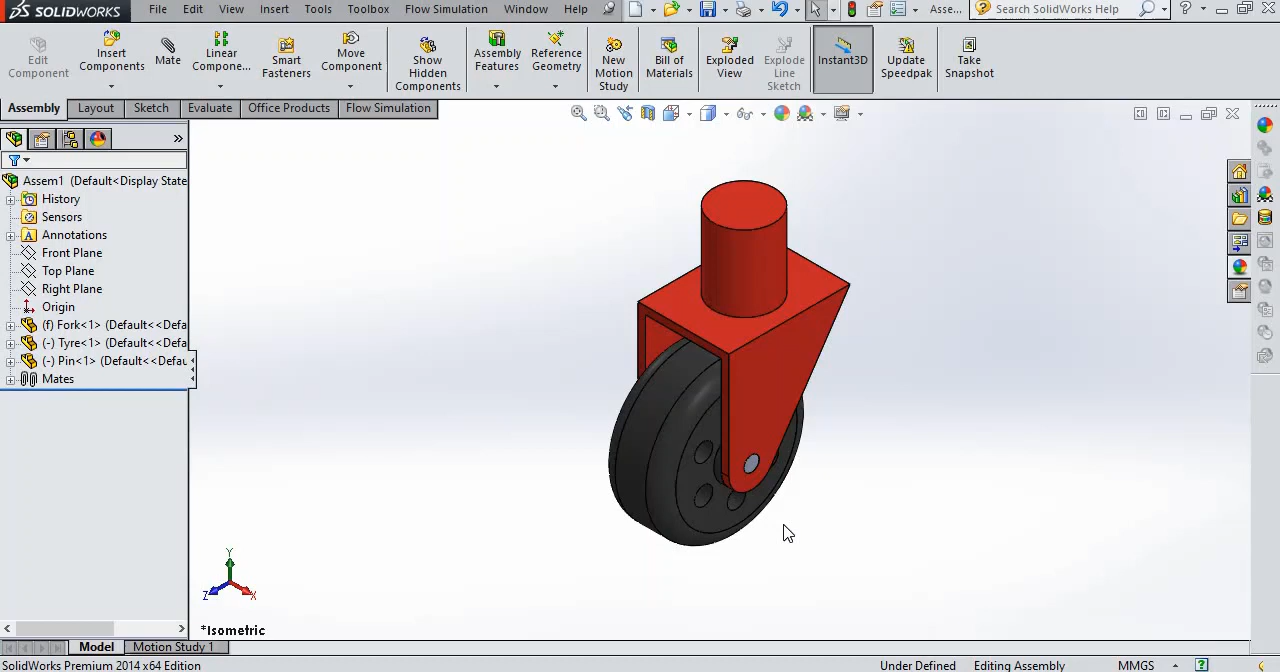 SOLIDWORKS File Edit View Insert Tools Toolbox Flow Simulation Window Help Asse... Search SolidWorks Help
Edit Component
Insert Components
Mate
Linear Compone...
Smart Fasteners
Move Component
Show Hidden Components
Assembly Features
Reference Geometry
New Motion Study
Bill of Materials
Exploded View
Explode Line Sketch
Instant3D
Update Speedpak
Take Snapshot
Assembly Layout Sketch Evaluate Office Products Flow Simulation
Assem1 (Default<Display State
History
Sensors
A Annotations
Front Plane
Top Plane
Right Plane
Origin
(f) Fork<1> (Default<<Defa
(-) Tyre<1> (Default<<Defa
(-) Pin<1> (Default<<Defau
Mates
Y
Z X
*Isometric
Model Motion Study 1
SolidWorks Premium 2014 x64 Edition Under Defined Editing Assembly MMGS